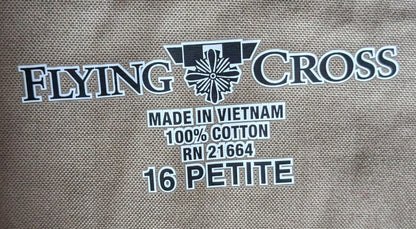 FLYING CROSS
MADE IN VIETNAM
100% COTTON
RN 21664
16 PETITE